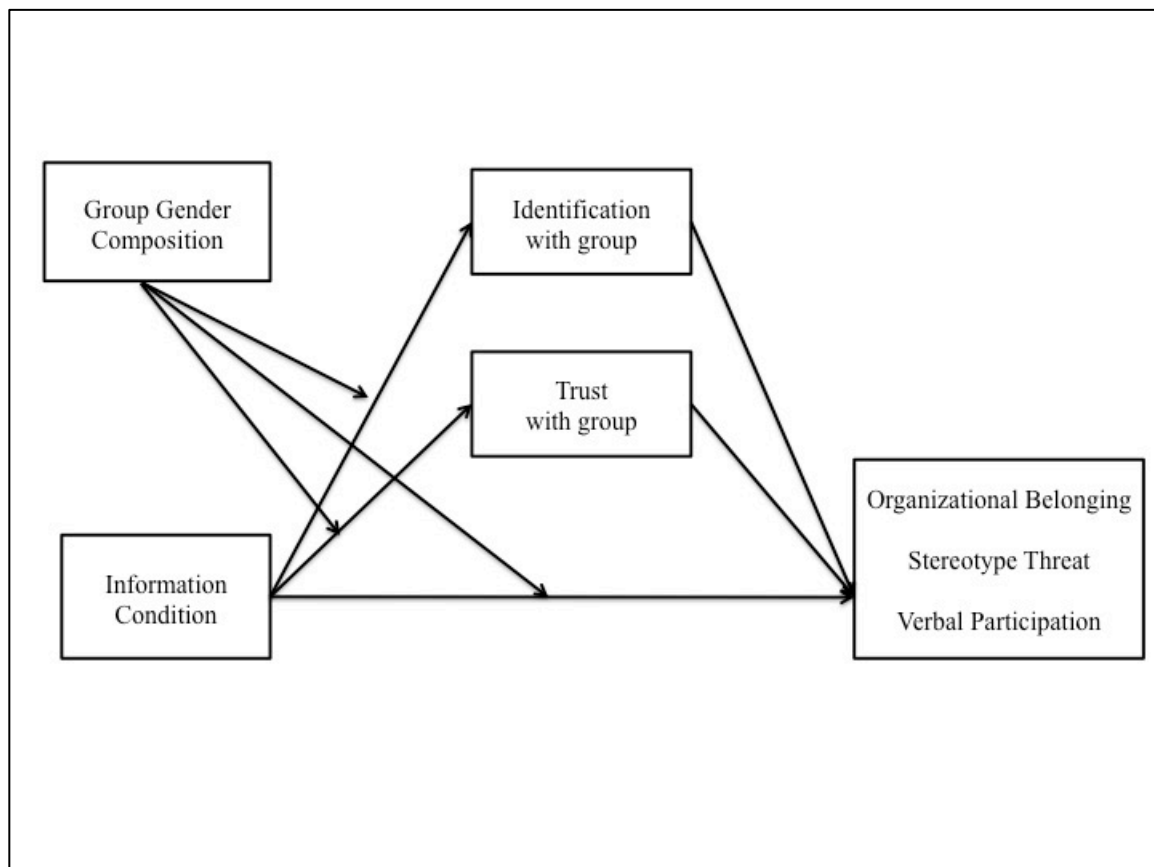 Group Gender
Composition
Identification
with group
Trust
with group
Information
Condition
Organizational Belonging
Stereotype Threat
Verbal Participation